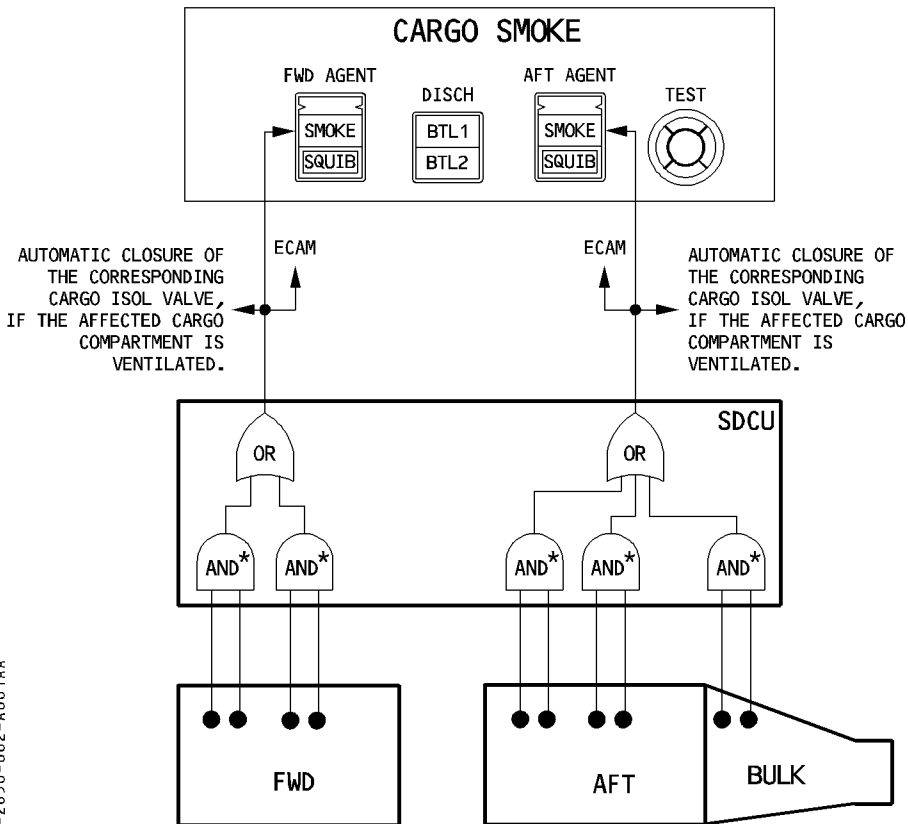 CARGO SMOKE
FWD AGENT
DISCH
AFT AGENT
TEST
SMOKE
SQUIB
BTL1
BTL2
SMOKE
SQUIB
ECAM
ECAM
AUTOMATIC CLOSURE OF
THE CORRESPONDING
CARGO ISOL VALVE,
IF THE AFFECTED CARGO
COMPARTMENT IS
VENTILATED.
AUTOMATIC CLOSURE OF
THE CORRESPONDING
CARGO ISOL VALVE,
IF THE AFFECTED CARGO
COMPARTMENT IS
VENTILATED.
SDCU
OR
OR
AND*
AND*
AND*
AND*
AND*
FWD
AFT
BULK